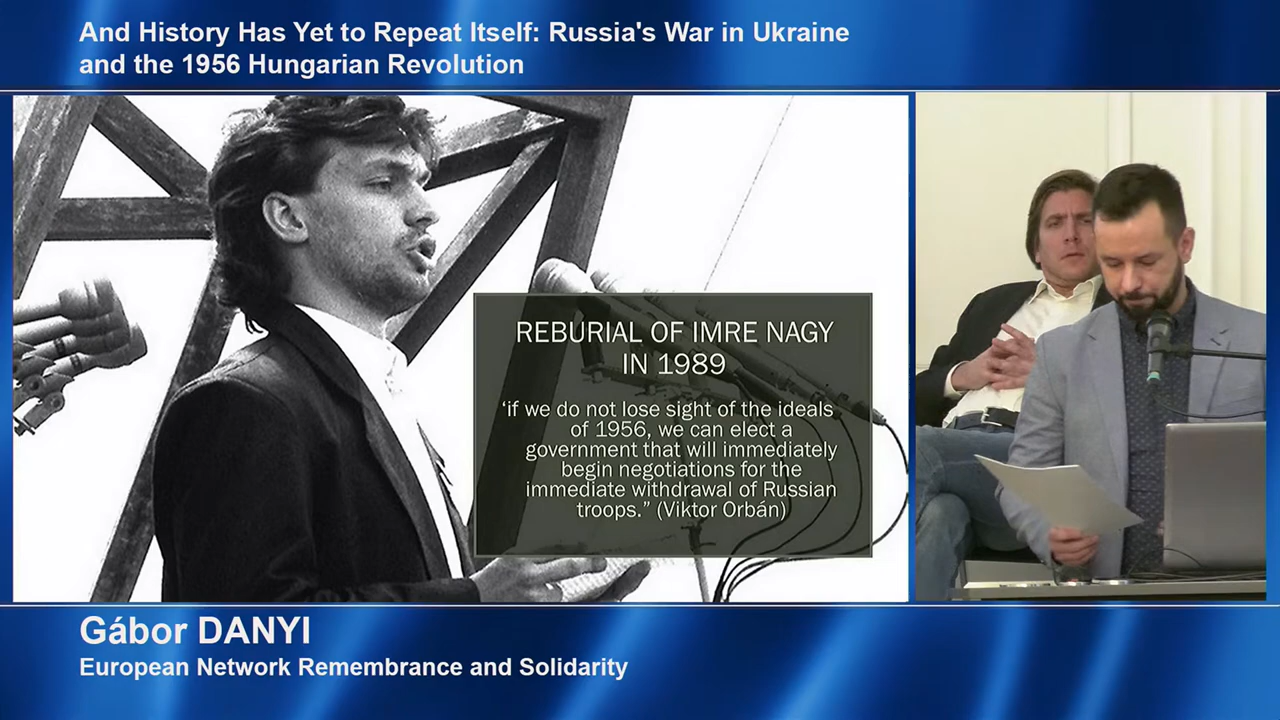 And History Has Yet to Repeat Itself: Russia's War in Ukraine
and the 1956 Hungarian Revolution
REBURIAL OF IMRE NAGY
IN 1989
‘if we do not lose sight of the ideals
of 1956, we can elect a
government that will immediately
begin negotiations for the
immediate withdrawal of Russian
troops.” (Viktor Orbán)
Gábor DANYI
European Network Remembrance and Solidarity